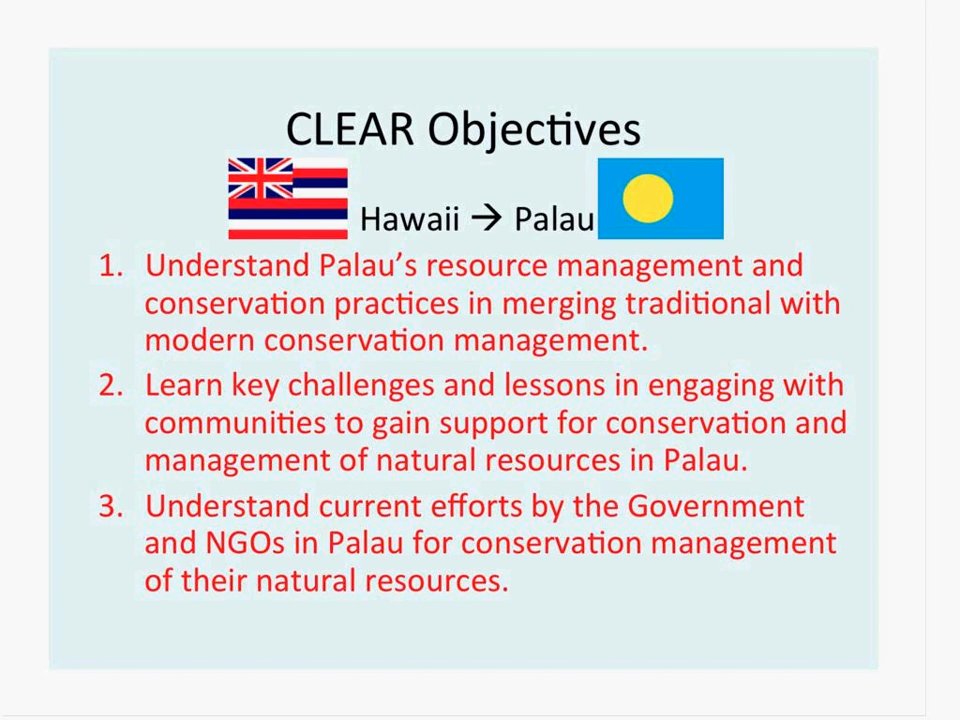 CLEAR Objectives
Hawaii → Palau
1. Understand Palau’s resource management and
conservation practices in merging traditional with
modern conservation management.
2. Learn key challenges and lessons in engaging with
communities to gain support for conservation and
management of natural resources in Palau.
3. Understand current efforts by the Government
and NGOs in Palau for conservation management
of their natural resources.